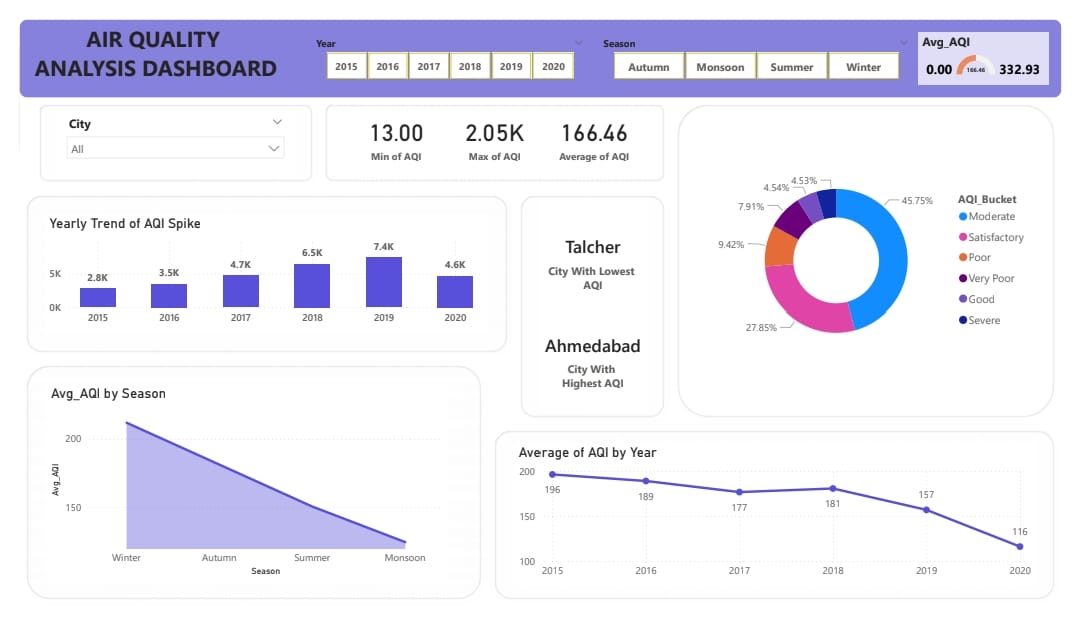 AIR QUALITY
ANALYSIS DASHBOARD
Year
2015 2016 2017 2018 2019 2020
Season
Autumn Monsoon Summer Winter
Avg_AQI
0.00 166.46 332.93
City
All
13.00 2.05K 166.46
Min of AQI Max of AQI Average of AQI
Yearly Trend of AQI Spike
5K
0K
2.8K 3.5K 4.7K 6.5K 7.4K 4.6K
2015 2016 2017 2018 2019 2020
Talcher
City With Lowest
AQI
Ahmedabad
City With
Highest AQI
4.53%
4.54%
7.91%
9.42%
27.85%
45.75%
AQI_Bucket
Moderate
Satisfactory
Poor
Very Poor
Good
Severe
Avg_AQI by Season
Avg_AQI
200
150
Winter Autumn Summer Monsoon
Season
Average of AQI by Year
200
150
100
196 189 177 181 157 116
2015 2016 2017 2018 2019 2020